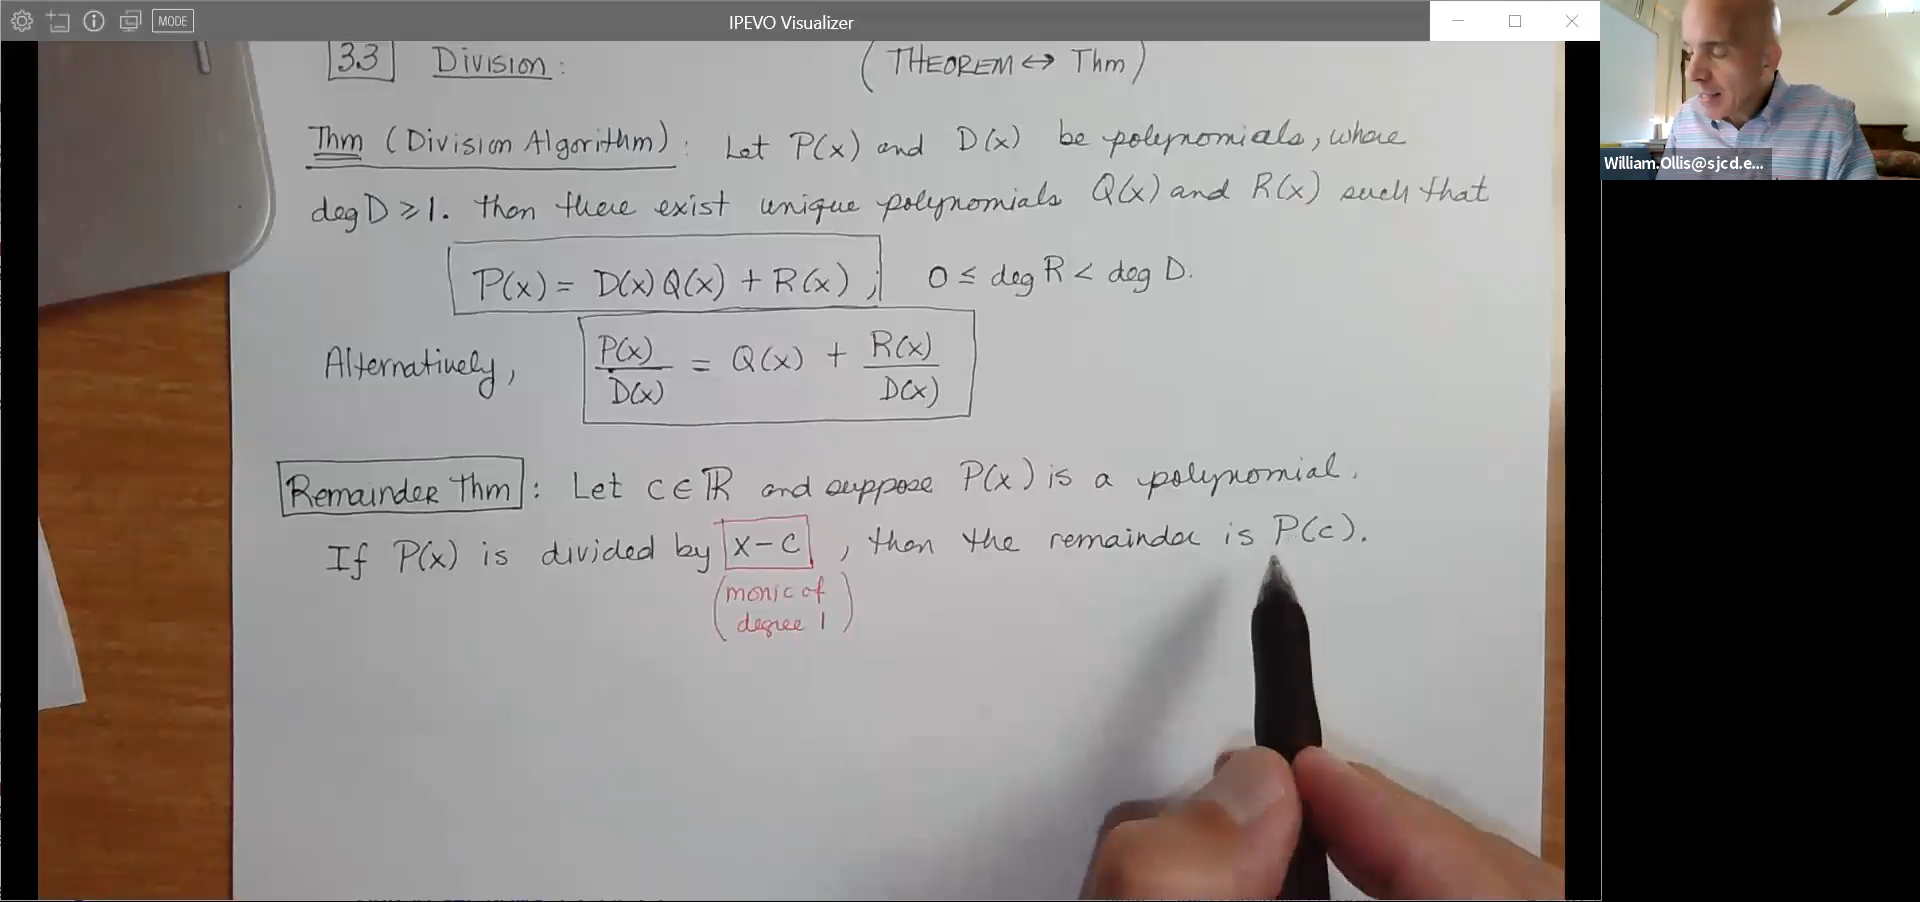 MODE
IPEVO Visualizer
3.3 Division: (THEOREM ↔ Thm)
Thm (Division Algorithm): Let P(x) and D(x) be polynomials, where
deg D ≥ 1. Then there exist unique polynomials Q(x) and R(x) such that
P(x) = D(x)Q(x) + R(x); 0 ≤ deg R < deg D.
Alternatively, P(x)/D(x) = Q(x) + R(x)/D(x)
Remainder Thm: Let c ∈ ℝ and suppose P(x) is a polynomial.
If P(x) is divided by x-c, then the remainder is P(c).
(monic of
degree 1)
William.Ollis@sjcd.e...